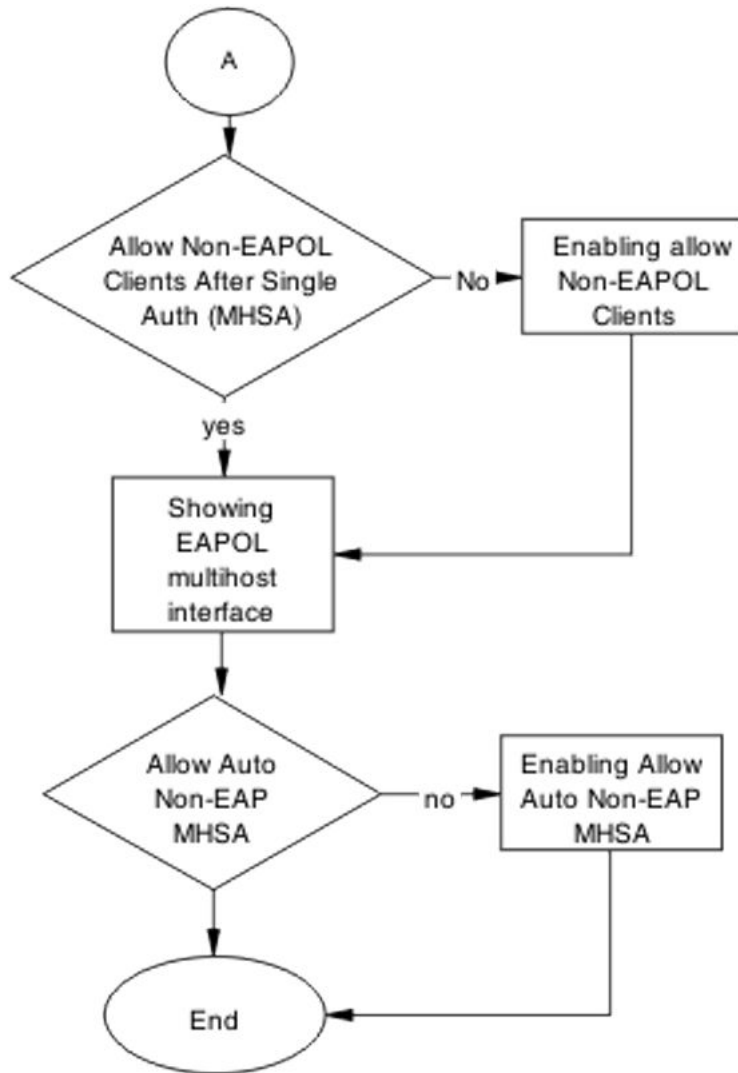 A
Allow Non-EAPOL
Clients After Single
Auth (MHSA)
No
Enabling allow
Non-EAPOL
Clients
yes
Showing
EAPOL
multihost
interface
Allow Auto
Non-EAP
MHSA
no
Enabling Allow
Auto Non-EAP
MHSA
End